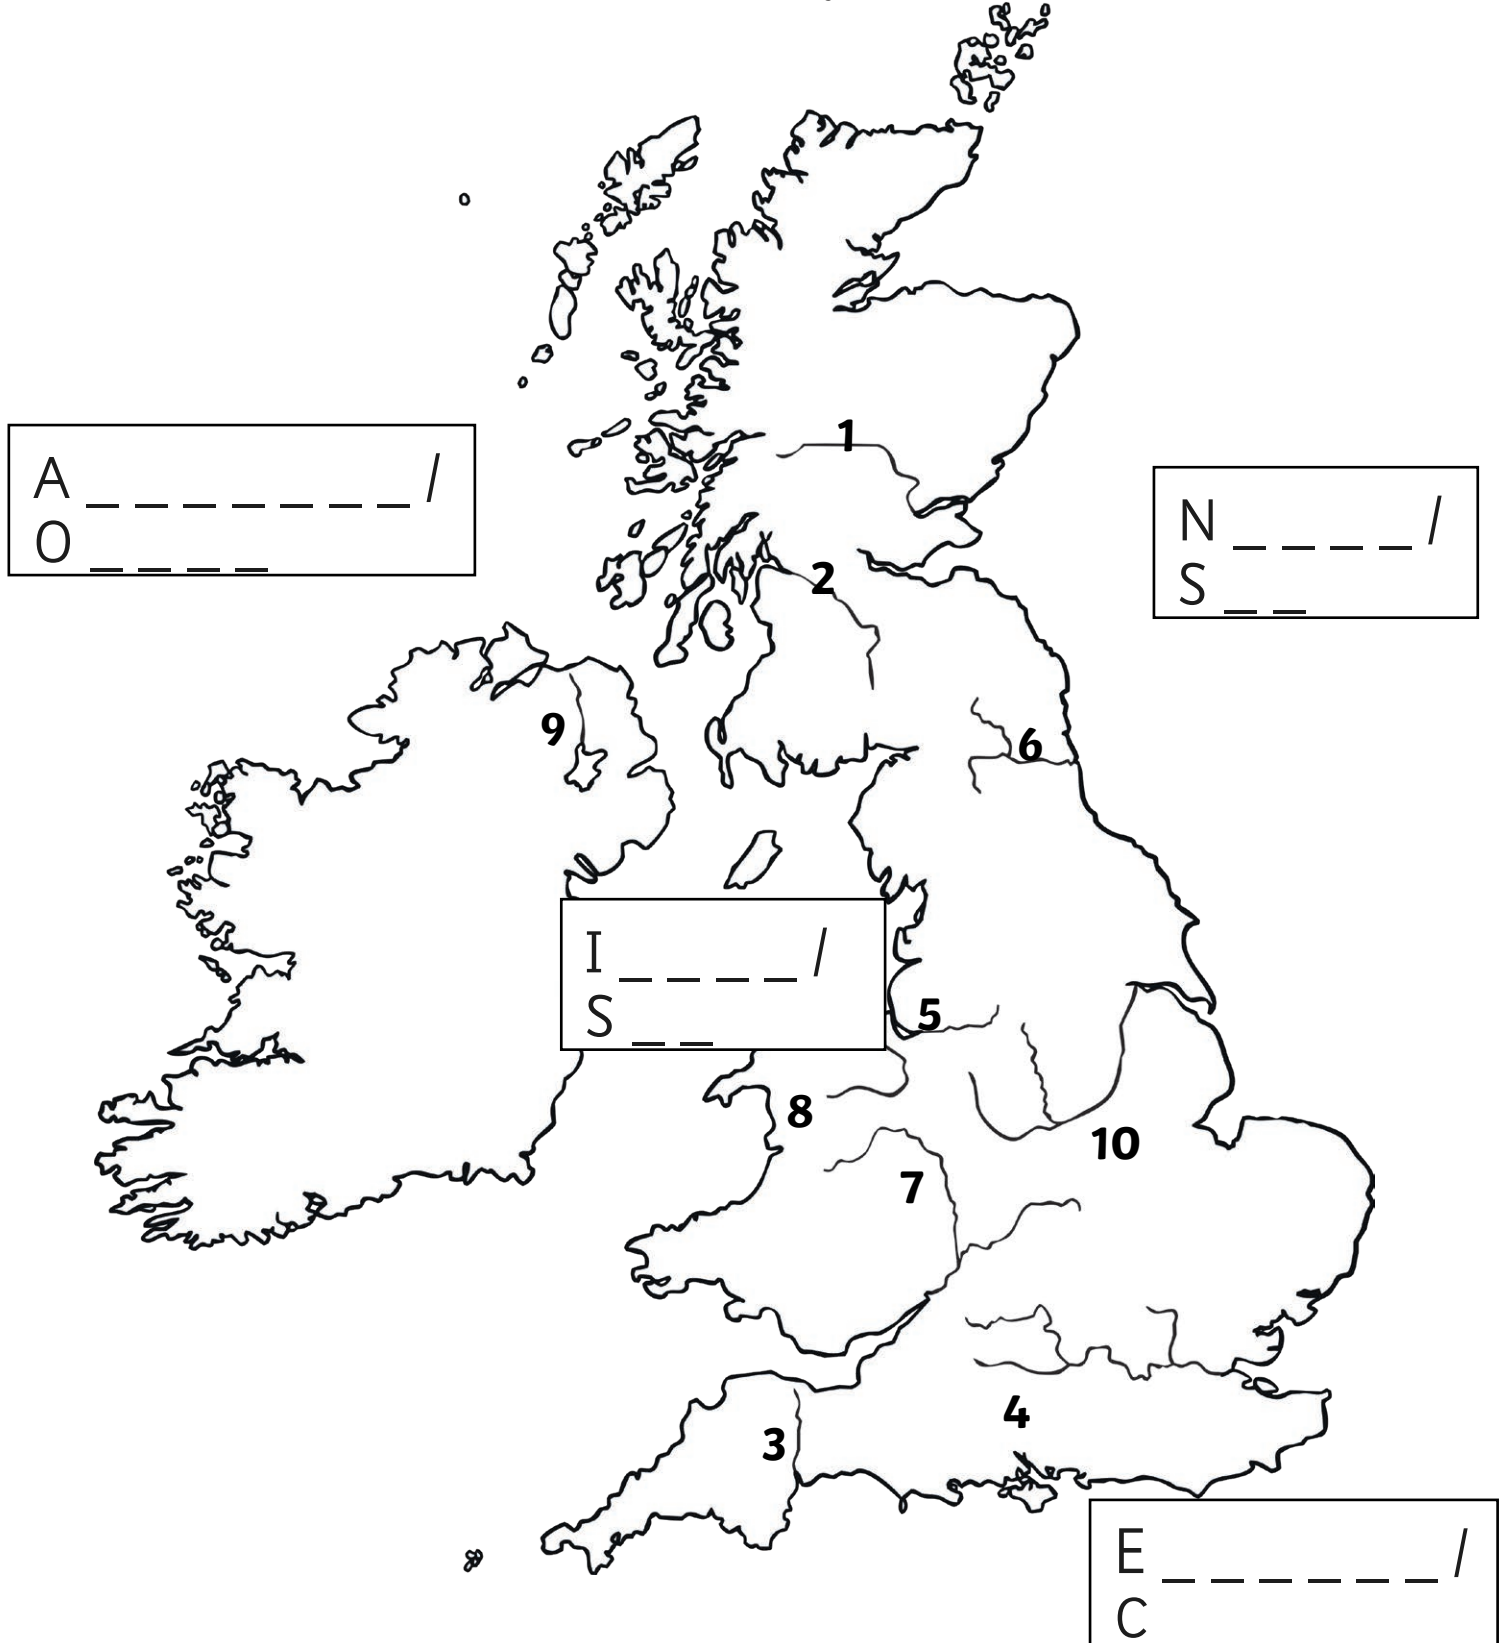 1
A _ _ _ _ _ _ _ /
O _ _ _ _
N _ _ _ _ /
S _ _
2
9
6
I _ _ _ _ /
S _ _
5
8
10
7
4
3
E _ _ _ _ _ _ /
C